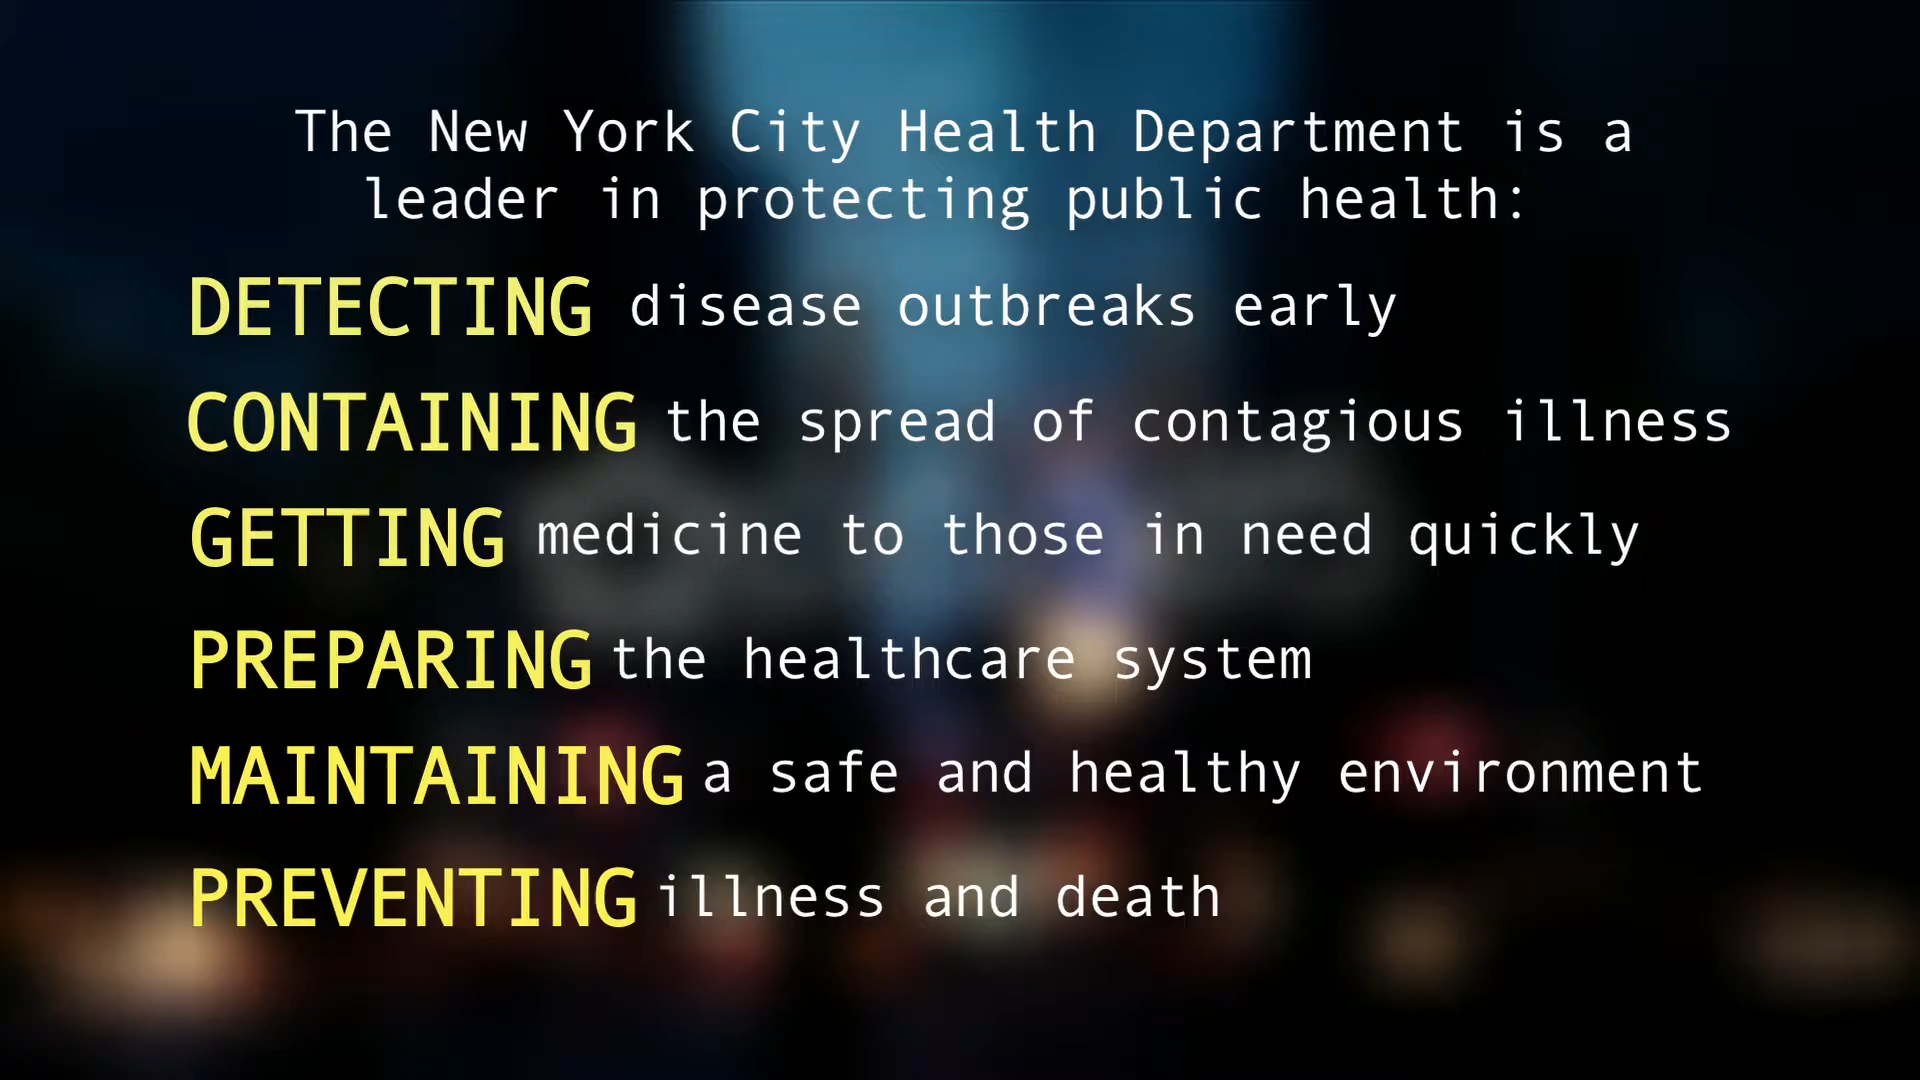 The New York City Health Department is a
leader in protecting public health:
DETECTING disease outbreaks early
CONTAINING the spread of contagious illness
GETTING medicine to those in need quickly
PREPARING the healthcare system
MAINTAINING a safe and healthy environment
PREVENTING illness and death